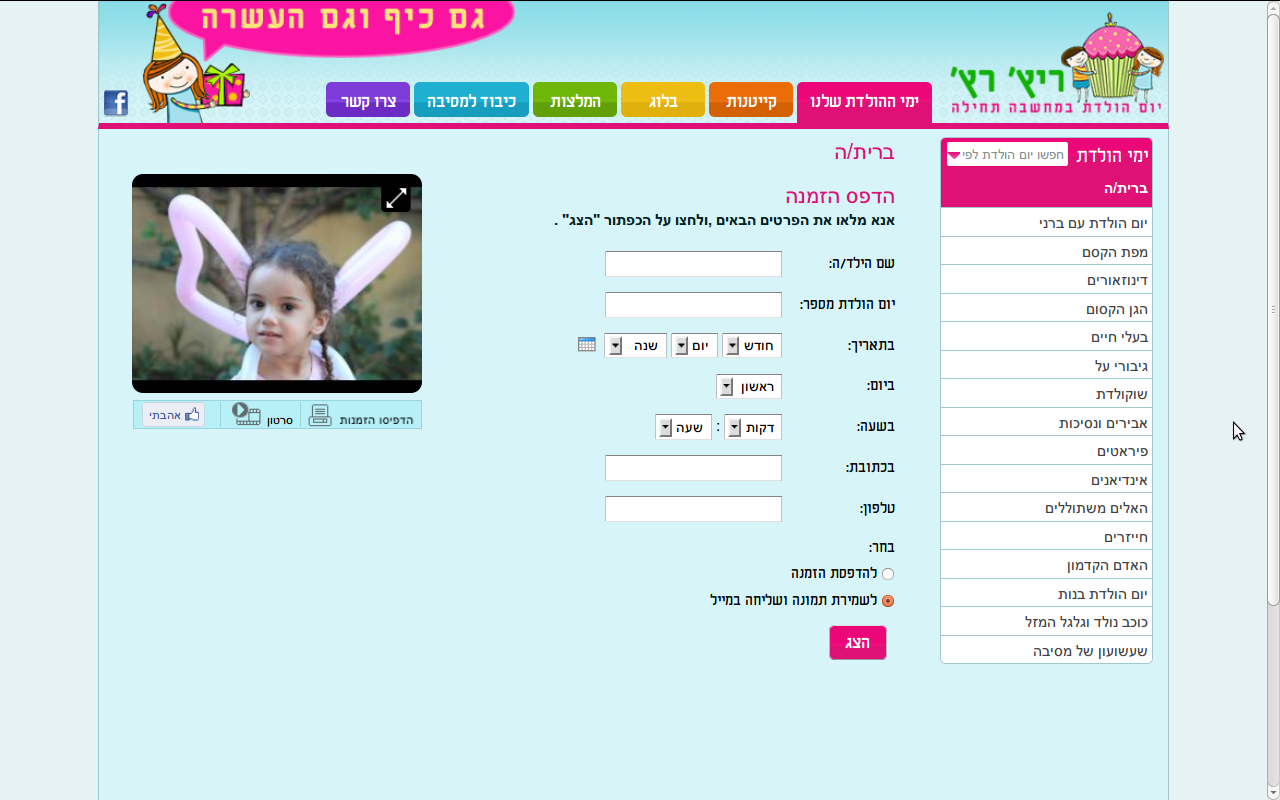 גם כיף וגם העשרה
ריץ' רץ'
יום הולדת במחשבה תחילה
ימי ההולדת שלנו
קייטנות
בלוג
המלצות
כיבוד למסיבה
צרו קשר
f
ימי הולדת
חפשו יום הולדת לפי
ברית/ה
יום הולדת עם ברני
מפת הקסם
דינוזאורים
הגן הקסום
בעלי חיים
גיבורי על
שוקולדת
אבירים ונסיכות
פיראטים
אינדיאנים
האלים משתוללים
חייזרים
האדם הקדמון
יום הולדת בנות
כוכב נולד וגלגל המזל
שעשועון של מסיבה
ברית/ה
הדפס הזמנה
אנא מלאו את הפרטים הבאים ,ולחצו על הכפתור "הצג" .
שם הילד/ה:
יום הולדת מספר:
בתאריך: חודש יום שנה
ביום: ראשון
בשעה: דקות : שעה
בכתובת:
טלפון:
בחר:
להדפסת הזמנה
לשמירת תמונה ושליחה במייל
הצג
הדפיסו הזמנות סרטון אהבתי